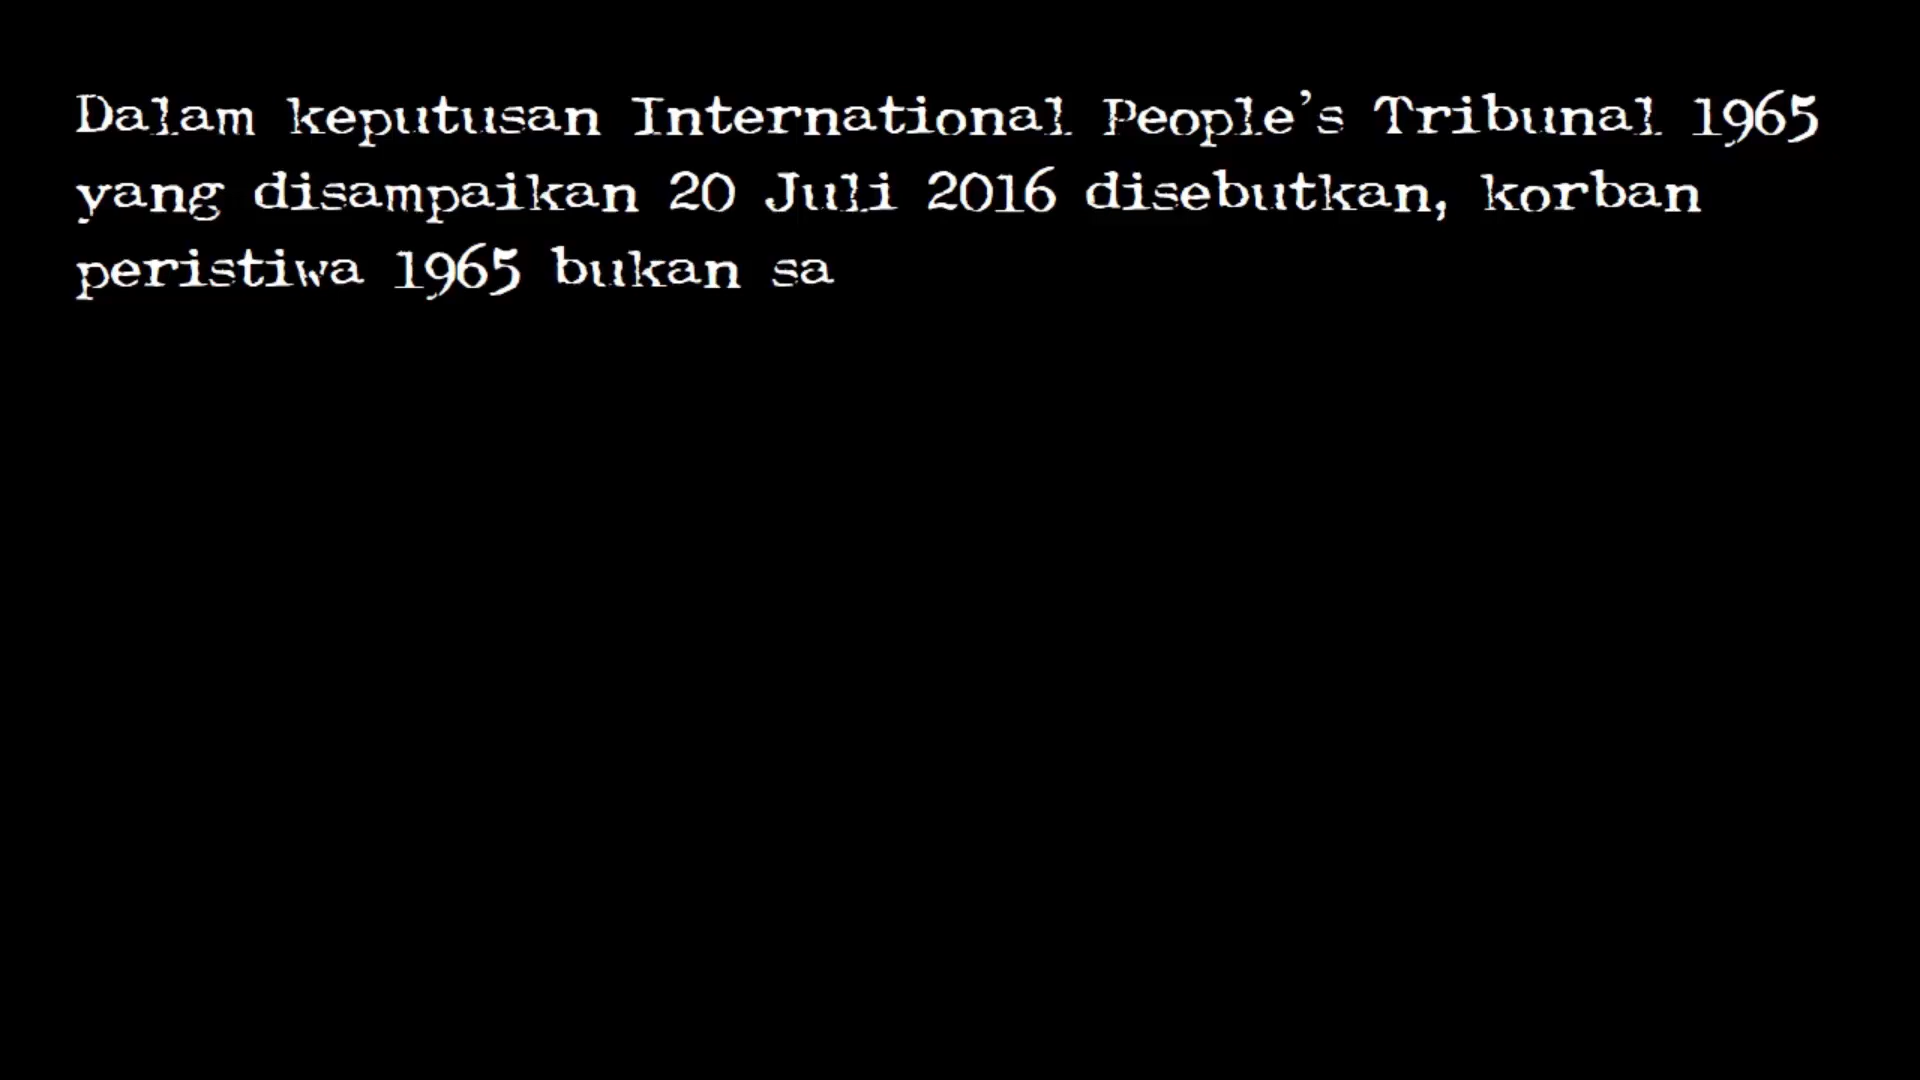 Dalam keputusan International People’s Tribunal 1965
yang disampaikan 20 Juli 2016 disebutkan, korban
peristiwa 1965 bukan sa